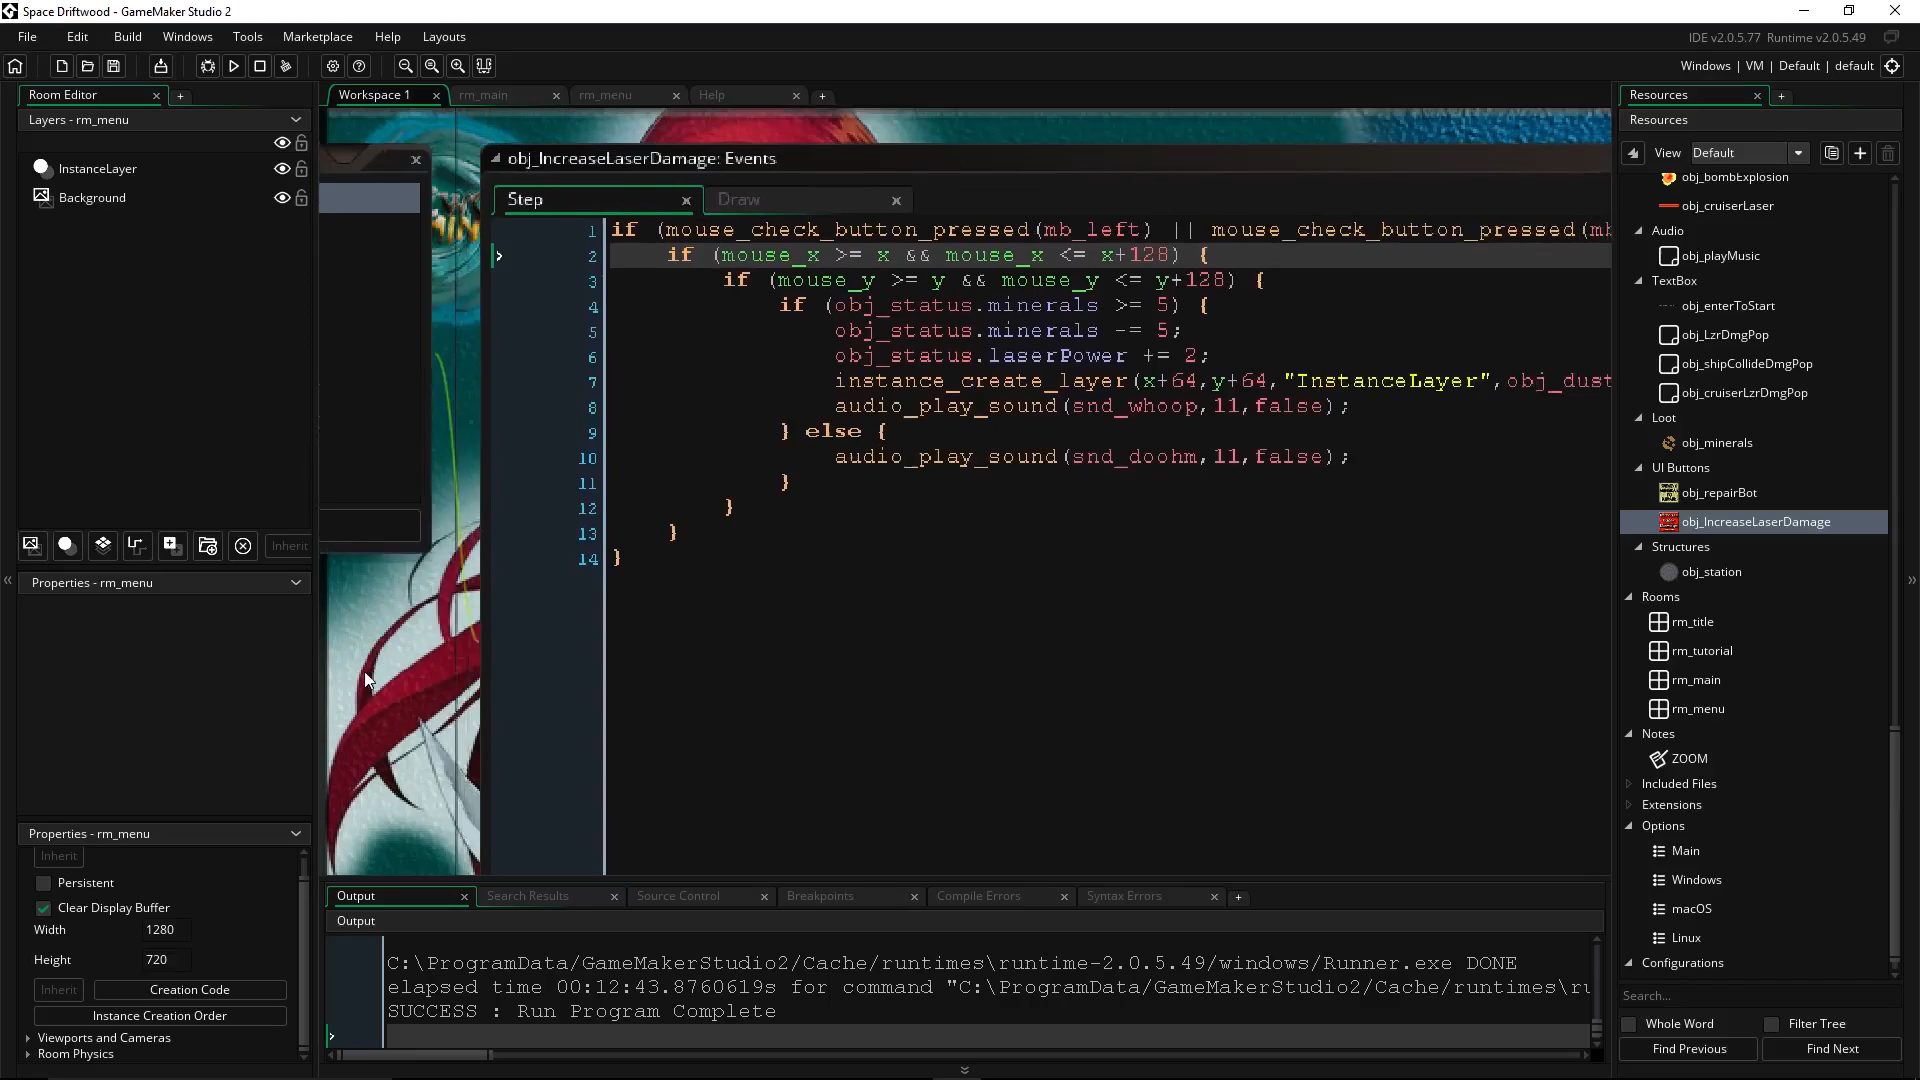 Space Driftwood - GameMaker Studio 2
File Edit Build Windows Tools Marketplace Help Layouts
IDE v2.0.5.77 Runtime v2.0.5.49
Windows | VM | Default | default
Room Editor
Layers - rm_menu
InstanceLayer
Background
Inherit
Properties - rm_menu
Properties - rm_menu
Inherit
Persistent
Clear Display Buffer
Width 1280
Height 720
Inherit Creation Code
Instance Creation Order
Viewports and Cameras
Room Physics
Workspace 1 rm_main rm_menu Help
obj_IncreaseLaserDamage: Events
Step Draw
1 if (mouse_check_button_pressed(mb_left) || mouse_check_button_pressed(mb
2 if (mouse_x >= x && mouse_x <= x+128) {
3 if (mouse_y >= y && mouse_y <= y+128) {
4 if (obj_status.minerals >= 5) {
5 obj_status.minerals -= 5;
6 obj_status.laserPower += 2;
7 instance_create_layer(x+64,y+64,"InstanceLayer",obj_dust
8 audio_play_sound(snd_whoop,11,false);
9 } else {
10 audio_play_sound(snd_doohm,11,false);
11 }
12 }
13 }
14 }
Output Search Results Source Control Breakpoints Compile Errors Syntax Errors
Output
C:\ProgramData/GameMakerStudio2/Cache/runtimes\runtime-2.0.5.49/windows/Runner.exe DONE
elapsed time 00:12:43.8760619s for command "C:\ProgramData/GameMakerStudio2/Cache/runtimes\ru
SUCCESS : Run Program Complete
Resources
Resources
View Default
obj_bombExplosion
obj_cruiserLaser
Audio
obj_playMusic
TextBox
obj_enterToStart
obj_LzrDmgPop
obj_shipCollideDmgPop
obj_cruiserLzrDmgPop
Loot
obj_minerals
UI Buttons
obj_repairBot
obj_IncreaseLaserDamage
Structures
obj_station
Rooms
rm_title
rm_tutorial
rm_main
rm_menu
Notes
ZOOM
Included Files
Extensions
Options
Main
Windows
macOS
Linux
Configurations
Search...
Whole Word Filter Tree
Find Previous Find Next